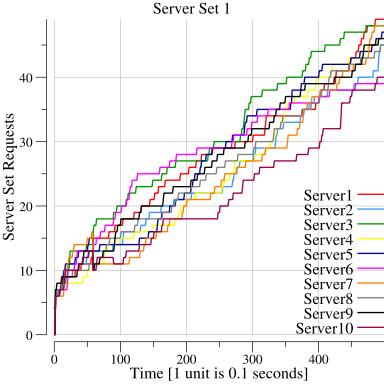 Server Set 1
Server Set Requests
40
30
20
10
0
Server1
Server2
Server3
Server4
Server5
Server6
Server7
Server8
Server9
Server10
0 100 200 300 400
Time [1 unit is 0.1 seconds]